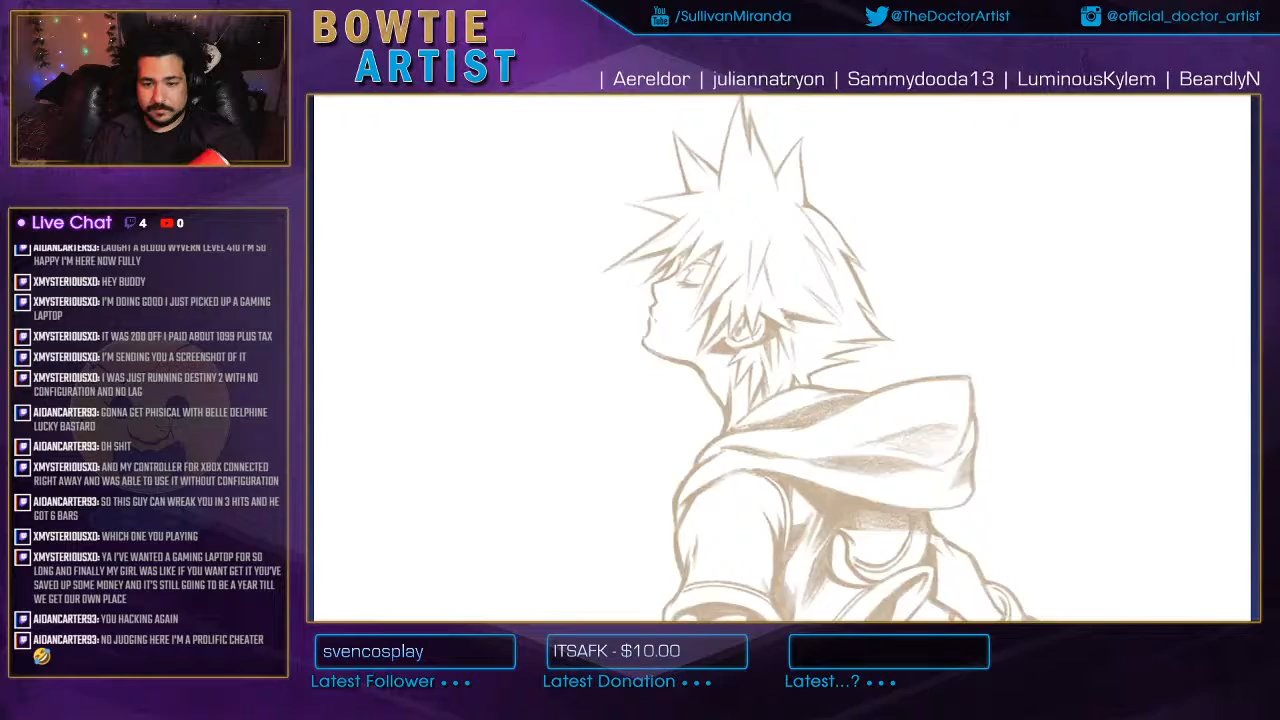 BOWTIE
ARTIST
You
Tube
/SullivanMiranda
@TheDoctorArtist
@official_doctor_artist
| Aereldor | juliannatryon | Sammydooda13 | LuminousKylem | BeardlyN
Live Chat 4 0
AIDANCARTER93: CAUGHT A BLOOD WYVERN LEVEL 410 I'M SO
HAPPY I'M HERE NOW FULLY
XMYSTERIOUSXD: HEY BUDDY
XMYSTERIOUSXD: I'M DOING GOOD I JUST PICKED UP A GAMING
LAPTOP
XMYSTERIOUSXD: IT WAS 200 OFF I PAID ABOUT 1099 PLUS TAX
XMYSTERIOUSXD: I'M SENDING YOU A SCREENSHOT OF IT
XMYSTERIOUSXD: I WAS JUST RUNNING DESTINY 2 WITH NO
CONFIGURATION AND NO LAG
AIDANCARTER93: GONNA GET PHISICAL WITH BELLE DELPHINE
LUCKY BASTARD
AIDANCARTER93: OH SHIT
XMYSTERIOUSXD: AND MY CONTROLLER FOR XBOX CONNECTED
RIGHT AWAY AND WAS ABLE TO USE IT WITHOUT CONFIGURATION
AIDANCARTER93: SO THIS GUY CAN WREAK YOU IN 3 HITS AND HE
GOT 6 BARS
XMYSTERIOUSXD: WHICH ONE YOU PLAYING
XMYSTERIOUSXD: YA I'VE WANTED A GAMING LAPTOP FOR SO
LONG AND FINALLY MY GIRL WAS LIKE IF YOU WANT GET IT YOU'VE
SAVED UP SOME MONEY AND IT'S STILL GOING TO BE A YEAR TILL
WE GET OUR OWN PLACE
AIDANCARTER93: YOU HACKING AGAIN
AIDANCARTER93: NO JUDGING HERE I'M A PROLIFIC CHEATER
🤣
svencosplay
Latest Follower • • •
ITSAFK - $10.00
Latest Donation • • •
Latest...? • • •